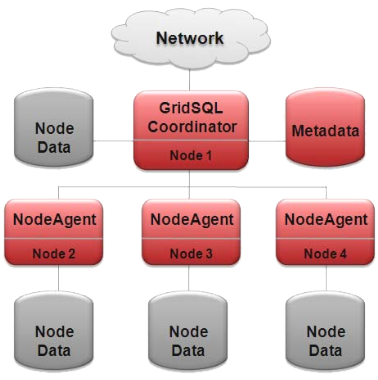 Network
Node
Data
GridSQL
Coordinator
Node 1
Metadata
NodeAgent
Node 2
NodeAgent
Node 3
NodeAgent
Node 4
Node
Data
Node
Data
Node
Data